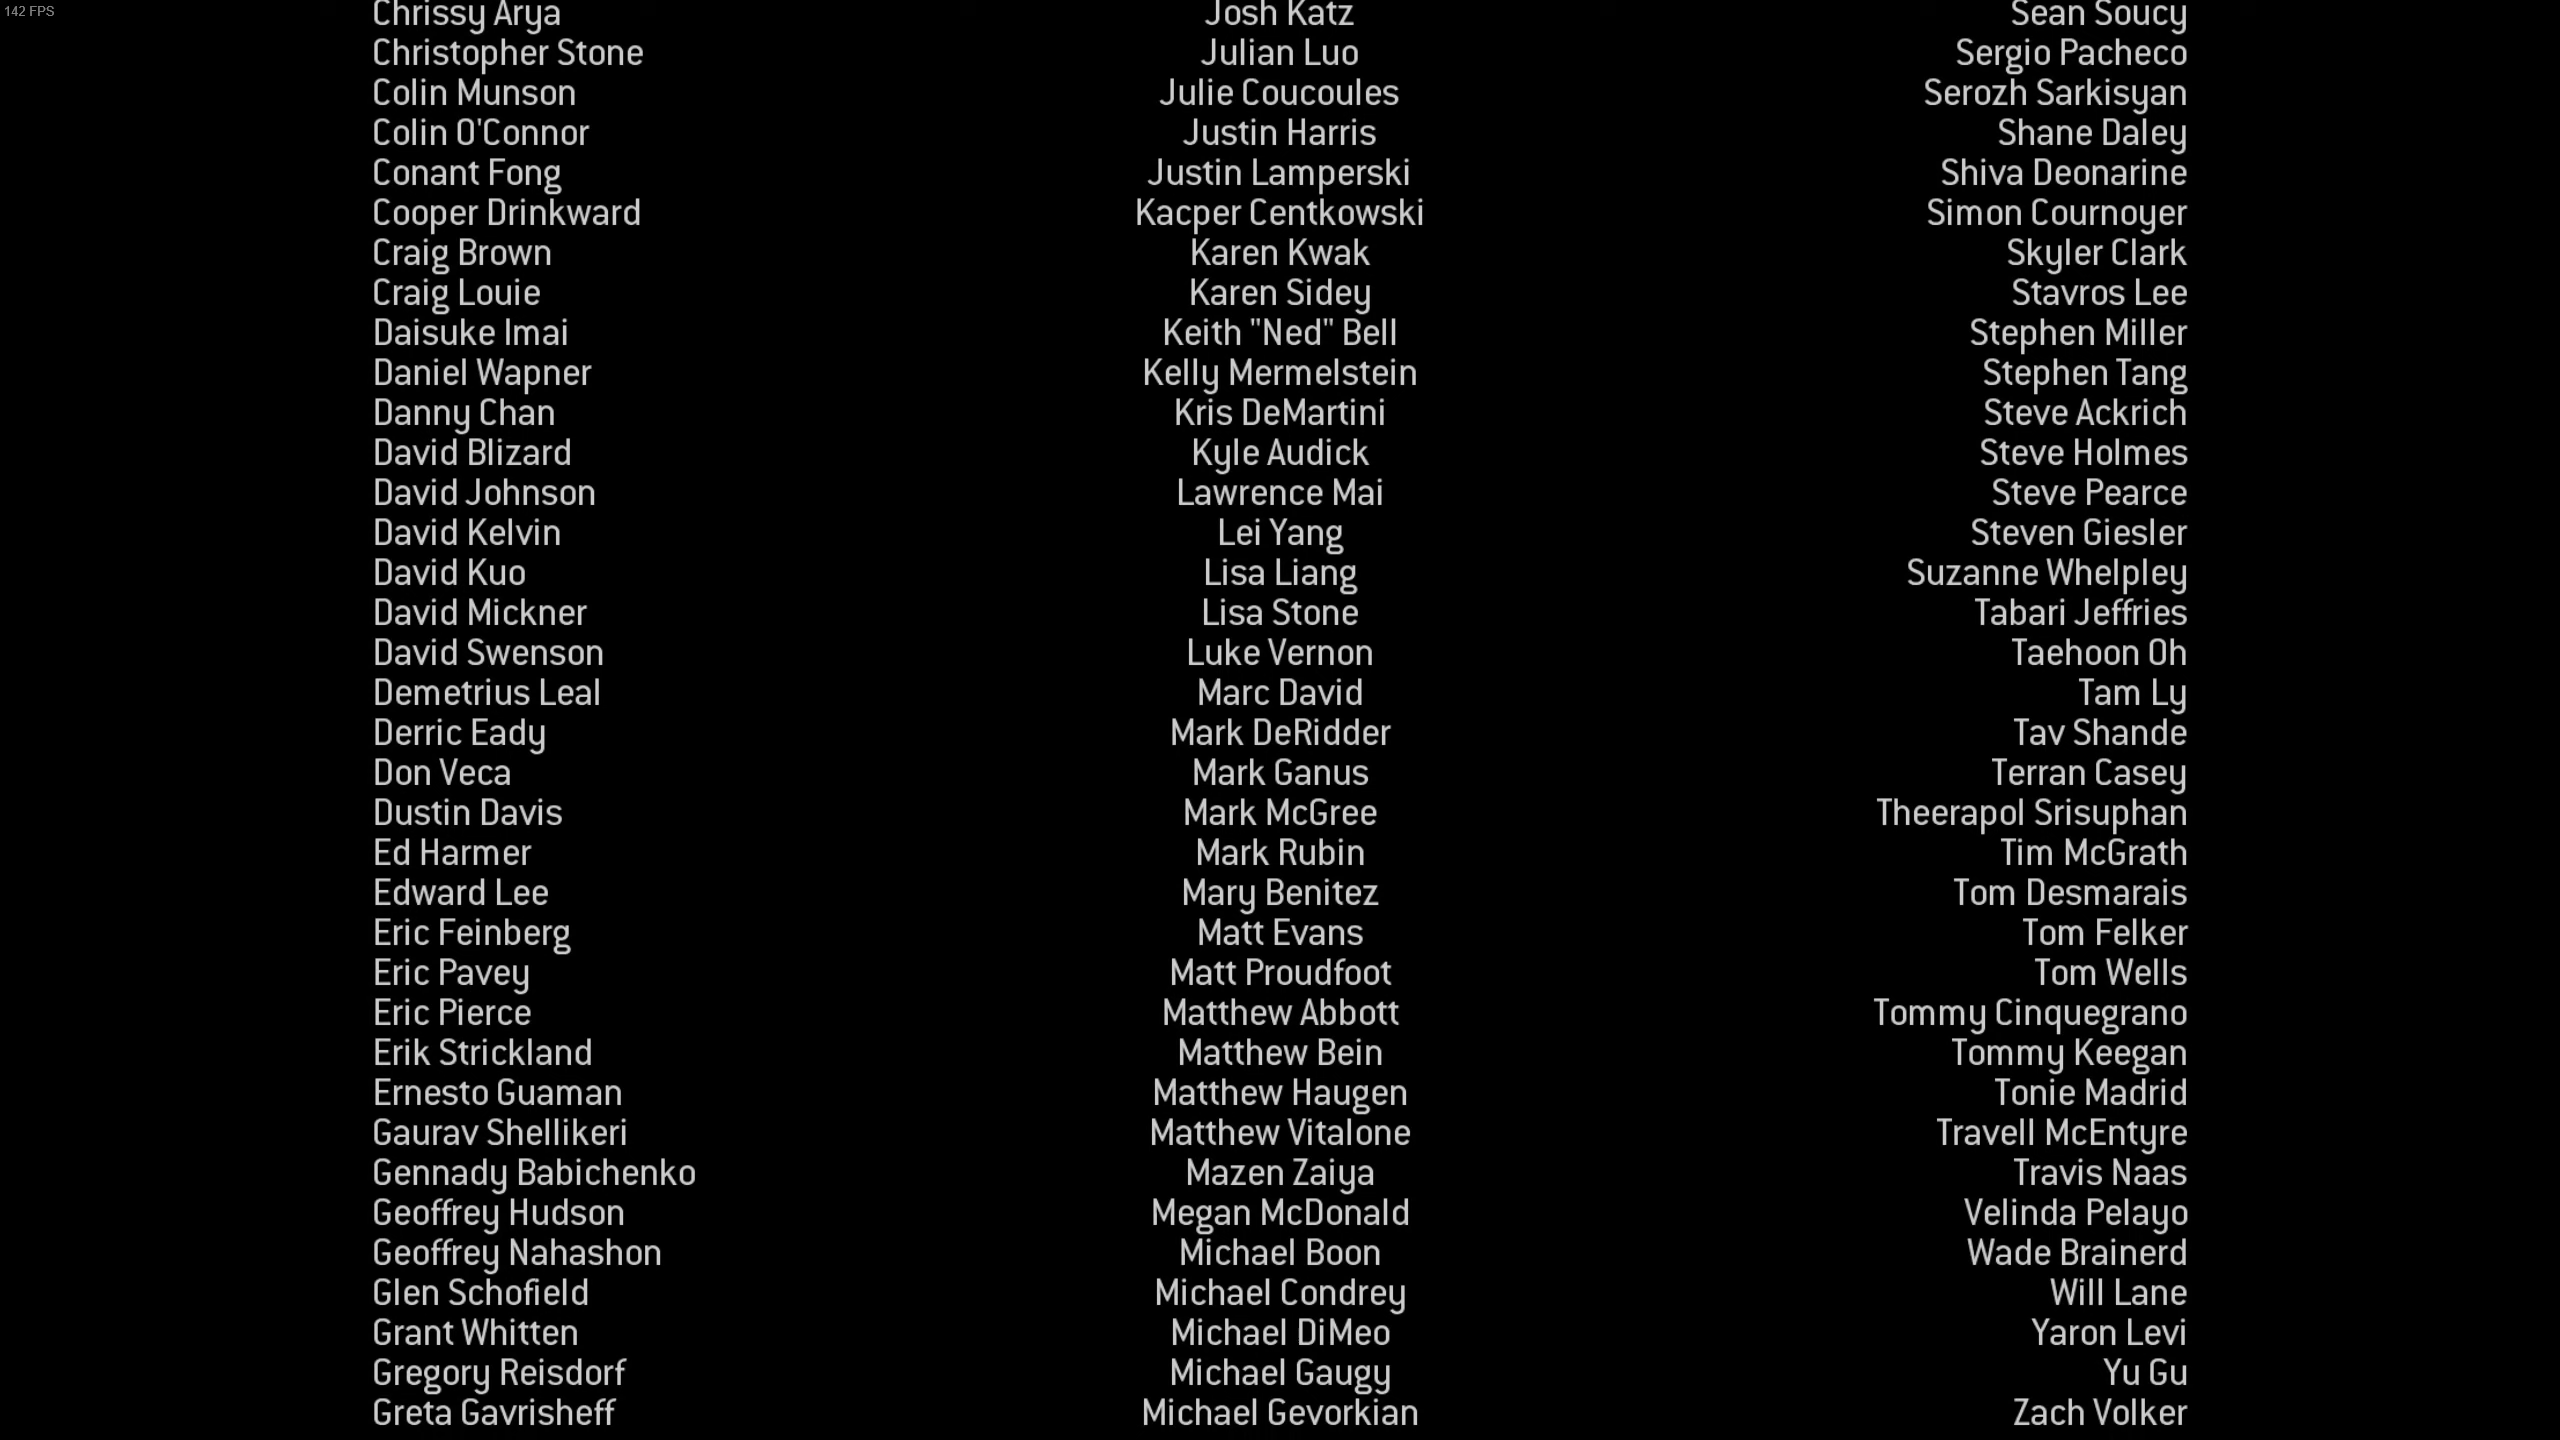 142 FPS
Chrissy Arya
Christopher Stone
Colin Munson
Colin O'Connor
Conant Fong
Cooper Drinkward
Craig Brown
Craig Louie
Daisuke Imai
Daniel Wapner
Danny Chan
David Blizard
David Johnson
David Kelvin
David Kuo
David Mickner
David Swenson
Demetrius Leal
Derric Eady
Don Veca
Dustin Davis
Ed Harmer
Edward Lee
Eric Feinberg
Eric Pavey
Eric Pierce
Erik Strickland
Ernesto Guaman
Gaurav Shellikeri
Gennady Babichenko
Geoffrey Hudson
Geoffrey Nahashon
Glen Schofield
Grant Whitten
Gregory Reisdorf
Greta Gavrisheff
Josh Katz
Julian Luo
Julie Coucoules
Justin Harris
Justin Lamperski
Kacper Centkowski
Karen Kwak
Karen Sidey
Keith "Ned" Bell
Kelly Mermelstein
Kris DeMartini
Kyle Audick
Lawrence Mai
Lei Yang
Lisa Liang
Lisa Stone
Luke Vernon
Marc David
Mark DeRidder
Mark Ganus
Mark McGree
Mark Rubin
Mary Benitez
Matt Evans
Matt Proudfoot
Matthew Abbott
Matthew Bein
Matthew Haugen
Matthew Vitalone
Mazen Zaiya
Megan McDonald
Michael Boon
Michael Condrey
Michael DiMeo
Michael Gaugy
Michael Gevorkian
Sean Soucy
Sergio Pacheco
Serozh Sarkisyan
Shane Daley
Shiva Deonarine
Simon Cournoyer
Skyler Clark
Stavros Lee
Stephen Miller
Stephen Tang
Steve Ackrich
Steve Holmes
Steve Pearce
Steven Giesler
Suzanne Whelpley
Tabari Jeffries
Taehoon Oh
Tam Ly
Tav Shande
Terran Casey
Theerapol Srisuphan
Tim McGrath
Tom Desmarais
Tom Felker
Tom Wells
Tommy Cinquegrano
Tommy Keegan
Tonie Madrid
Travell McEntyre
Travis Naas
Velinda Pelayo
Wade Brainerd
Will Lane
Yaron Levi
Yu Gu
Zach Volker